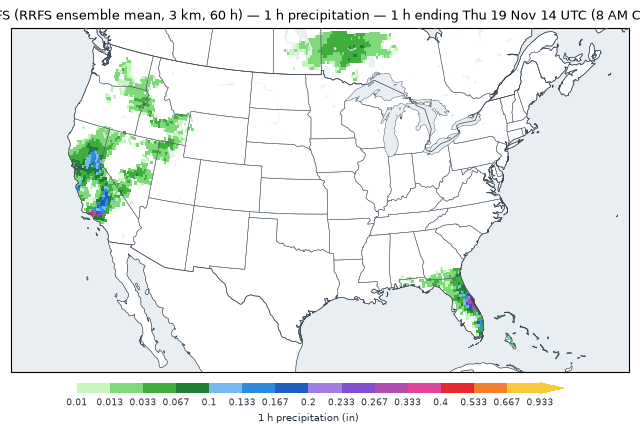 FS (RRFS ensemble mean, 3 km, 60 h) — 1 h precipitation — 1 h ending Thu 19 Nov 14 UTC (8 AM C
0.01 0.013 0.033 0.067 0.1 0.133 0.167 0.2 0.233 0.267 0.333 0.4 0.533 0.667 0.933
1 h precipitation (in)